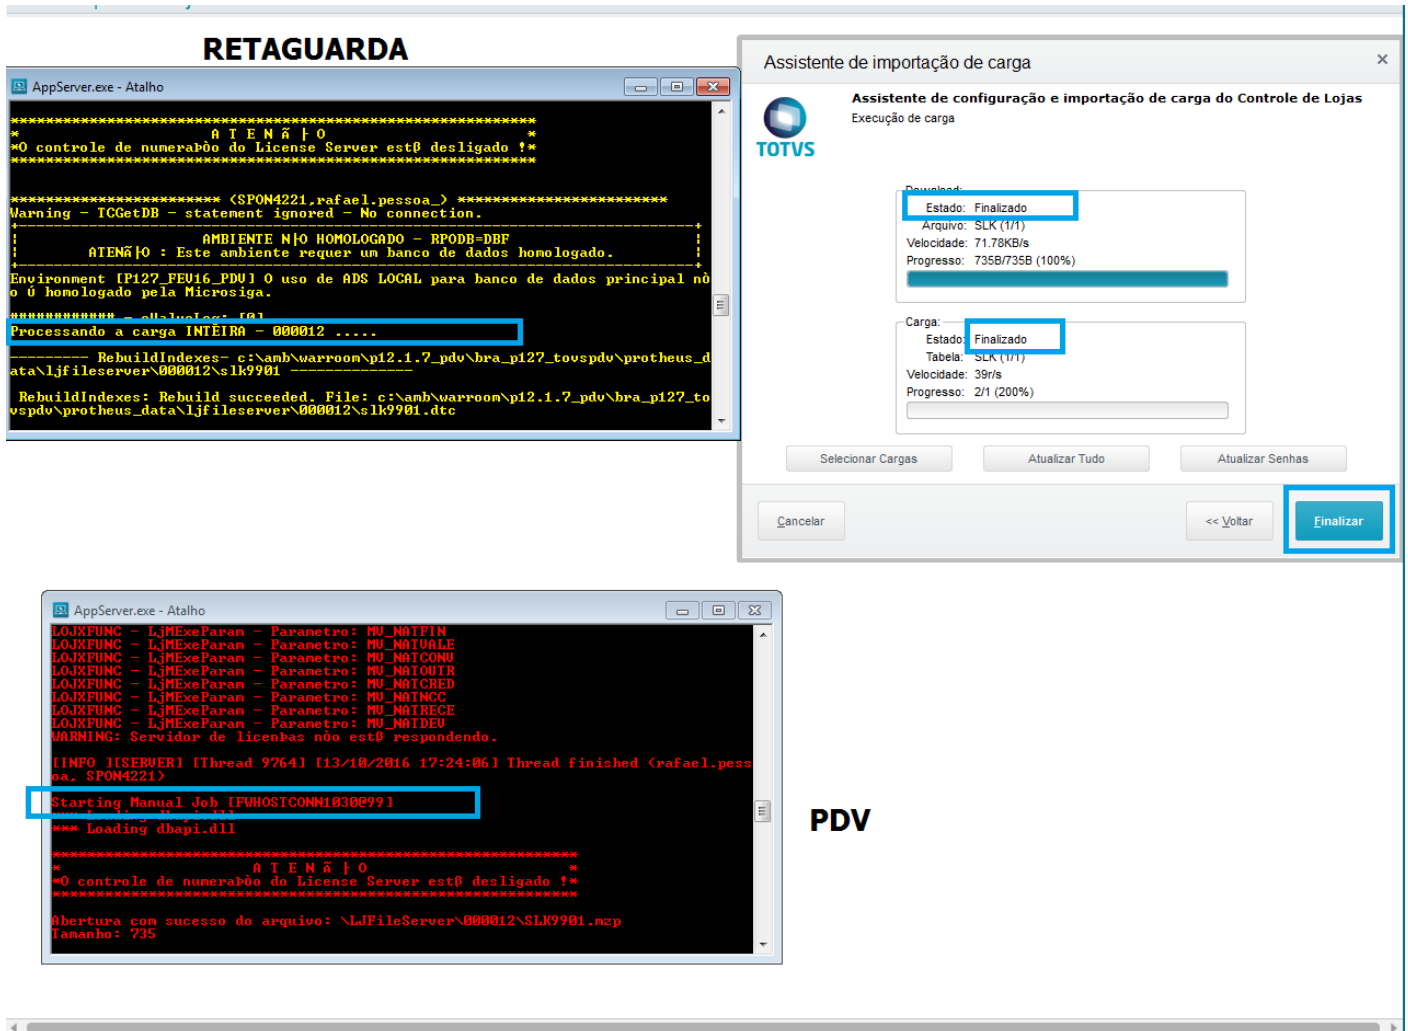 RETAGUARDA
AppServer.exe - Atalho
************************************************************
* A T E N Ã ├ O *
*O controle de numeraÞòo do License Server estß desligado !*
************************************************************
************************ (SPON4221,rafael.pessoa_) ************************
Warning - TCGetDB - statement ignored - No connection.
AMBIENTE N├O HOMOLOGADO - RPODB=DBF
ATENÃ├O : Este ambiente requer um banco de dados homologado.
Environment [P127_FEV16_PDV] O uso de ADS LOCAL para banco de dados principal nò
o Ú homologado pela Microsiga.
Processando a carga INTEIRA - 000012 .....
--------- RebuildIndexes- c:\amb\warroom\p12.1.7_pdv\bra_p127_tovspdv\protheus_d
ata\ljfileserver\000012\slk9901 --------------
RebuildIndexes: Rebuild succeeded. File: c:\amb\warroom\p12.1.7_pdv\bra_p127_to
vspdv\protheus_data\ljfileserver\000012\slk9901.dtc
Assistente de importação de carga
Assistente de configuração e importação de carga do Controle de Lojas
Execução de carga
TOTVS
Download:
Estado: Finalizado
Arquivo: SLK (1/1)
Velocidade: 71.78KB/s
Progresso: 735B/735B (100%)
Carga:
Estado: Finalizado
Tabela: SLK (1/1)
Velocidade: 39r/s
Progresso: 2/1 (200%)
Selecionar Cargas Atualizar Tudo Atualizar Senhas
Cancelar << Voltar Finalizar
AppServer.exe - Atalho
LOJXFUNC - LjMExeParam - Parametro: MV_NATFIN
LOJXFUNC - LjMExeParam - Parametro: MV_NATVALE
LOJXFUNC - LjMExeParam - Parametro: MV_NATCONV
LOJXFUNC - LjMExeParam - Parametro: MV_NATOUTR
LOJXFUNC - LjMExeParam - Parametro: MV_NATCRED
LOJXFUNC - LjMExeParam - Parametro: MV_NATNCC
LOJXFUNC - LjMExeParam - Parametro: MV_NATRECE
LOJXFUNC - LjMExeParam - Parametro: MV_NATDEV
WARNING: Servidor de licenÞas nòo estß respondendo.
[INFO ][SERVER] [Thread 9764] [13/10/2016 17:24:06] Thread finished (rafael.pess
oa, SPON4221)
Starting Manual Job [FWHOSTCONN1030@99]
*** Loading dbapi.dll
*** Loading dbapi.dll
************************************************************
* A T E N Ã ├ O *
*O controle de numeraÞòo do License Server estß desligado !*
************************************************************
Abertura com sucesso do arquivo: \LJFileServer\000012\SLK9901.mzp
Tamanho: 735
PDV